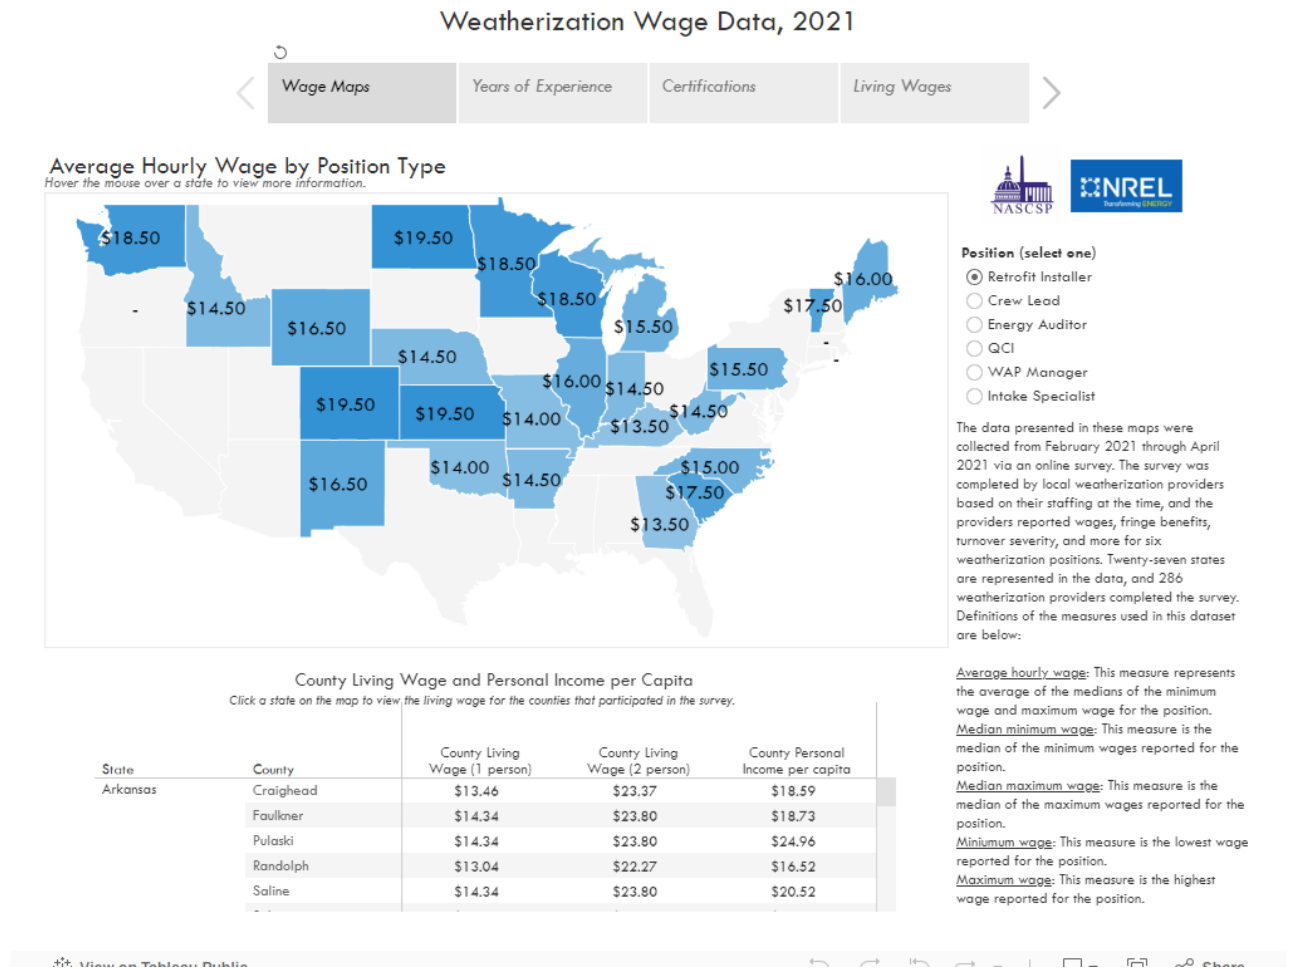 Weatherization Wage Data, 2021
Wage Maps
Years of Experience
Certifications
Living Wages
Average Hourly Wage by Position Type
Hover the mouse over a state to view more information.
$18.50
$19.50
$18.50
$16.00
$14.50
$16.50
$18.50
$17.50
-
$15.50
-
$14.50
-
$15.50
$16.00
$14.50
$19.50
$19.50
$14.00
$13.50
$14.50
$14.00
$14.50
$15.00
$16.50
$17.50
$13.50
NASCSP
NREL
Transforming ENERGY
Position (select one)
Retrofit Installer
Crew Lead
Energy Auditor
QCI
WAP Manager
Intake Specialist
The data presented in these maps were
collected from February 2021 through April
2021 via an online survey. The survey was
completed by local weatherization providers
based on their staffing at the time, and the
providers reported wages, fringe benefits,
turnover severity, and more for six
weatherization positions. Twenty-seven states
are represented in the data, and 286
weatherization providers completed the survey.
Definitions of the measures used in this dataset
are below:
Average hourly wage: This measure represents
the average of the medians of the minimum
wage and maximum wage for the position.
Median minimum wage: This measure is the
median of the minimum wages reported for the
position.
Median maximum wage: This measure is the
median of the maximum wages reported for the
position.
Miniumum wage: This measure is the lowest wage
reported for the position.
Maximum wage: This measure is the highest
wage reported for the position.
County Living Wage and Personal Income per Capita
Click a state on the map to view the living wage for the counties that participated in the survey.
State County County Living Wage (1 person) County Living Wage (2 person) County Personal Income per capita
Arkansas Craighead $13.46 $23.37 $18.59
Faulkner $14.34 $23.80 $18.73
Pulaski $14.34 $23.80 $24.96
Randolph $13.04 $22.27 $16.52
Saline $14.34 $23.80 $20.52
View on Tableau Public
Share